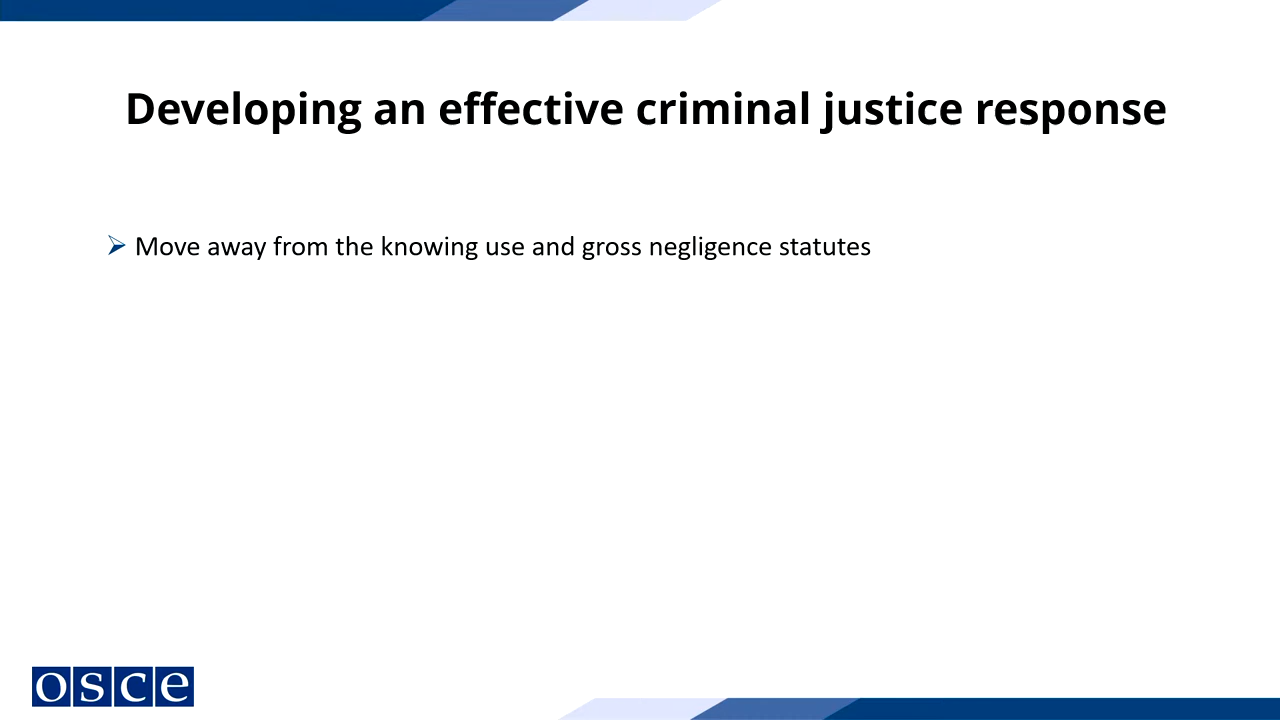 Developing an effective criminal justice response
Move away from the knowing use and gross negligence statutes
osce